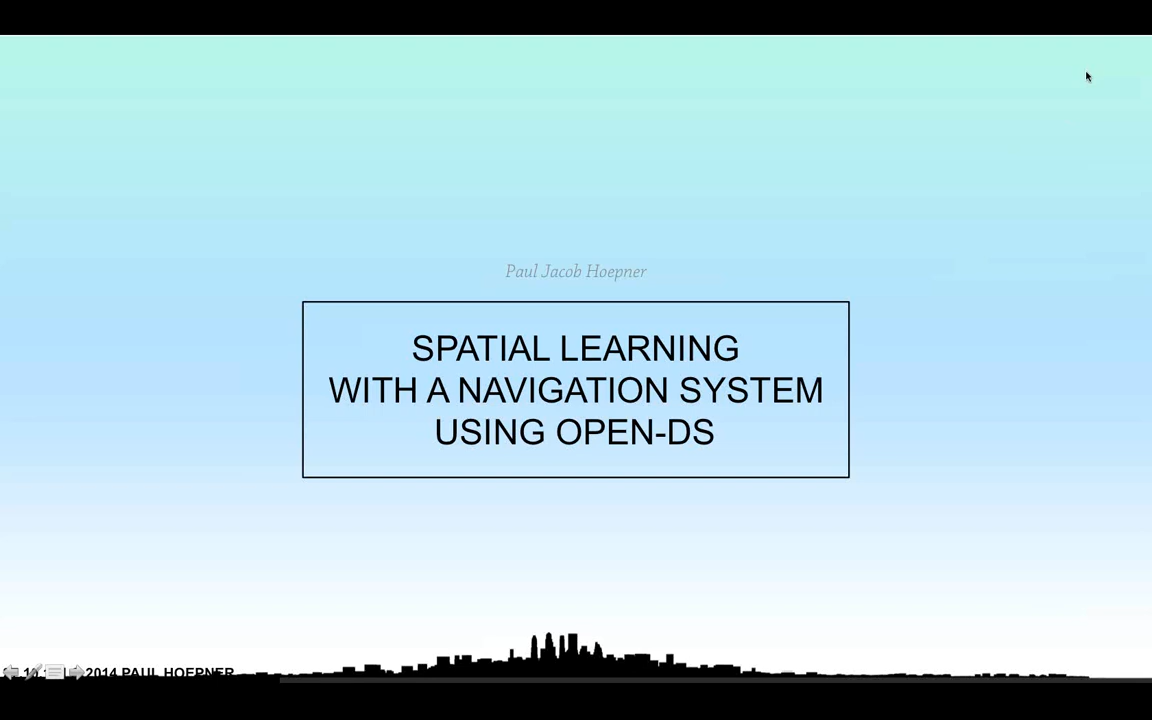 Paul Jacob Hoepner
SPATIAL LEARNING
WITH A NAVIGATION SYSTEM
USING OPEN-DS
2014 PAUL HOEPNER